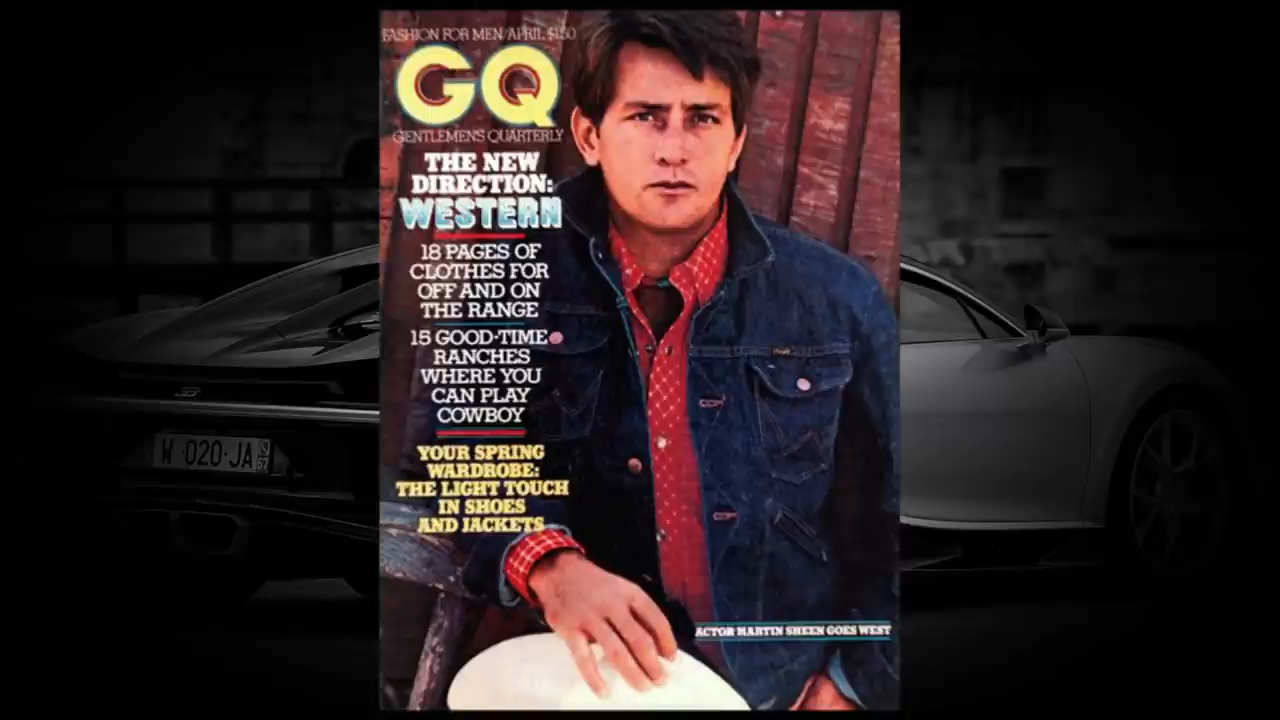 FASHION FOR MEN/APRIL $1.50
GQ
GENTLEMEN'S QUARTERLY
THE NEW
DIRECTION:
WESTERN
18 PAGES OF
CLOTHES FOR
OFF AND ON
THE RANGE
15 GOOD-TIME
RANCHES
WHERE YOU
CAN PLAY
COWBOY
YOUR SPRING
WARDROBE:
THE LIGHT TOUCH
IN SHOES
AND JACKETS
ACTOR MARTIN SHEEN GOES WEST
W 020 JA